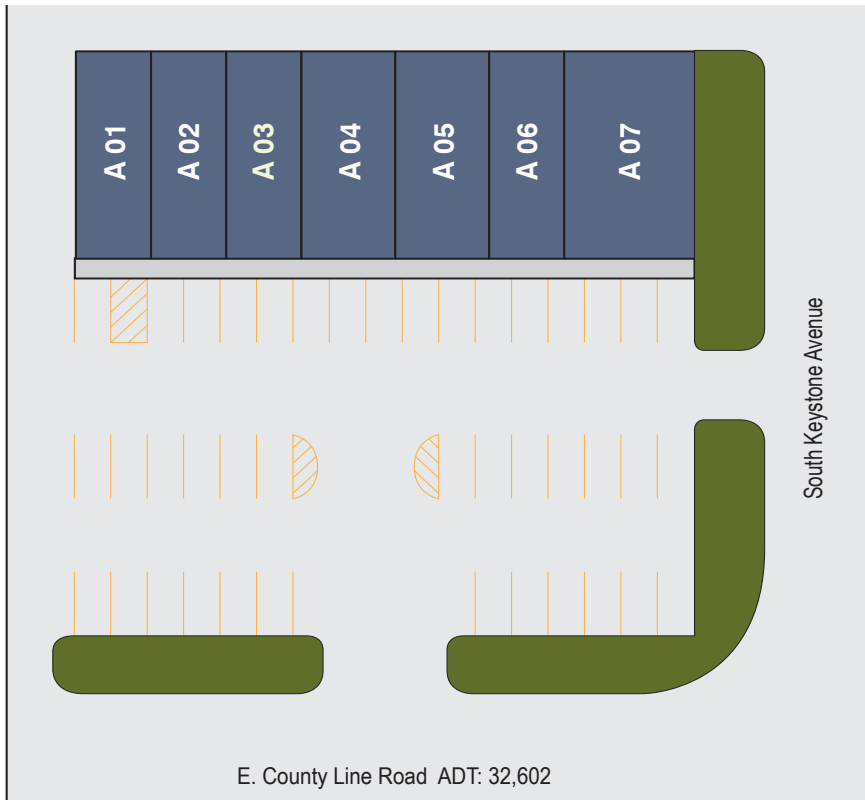 A 01
A 02
A 03
A 04
A 05
A 06
A 07
South Keystone Avenue
E. County Line Road ADT: 32,602